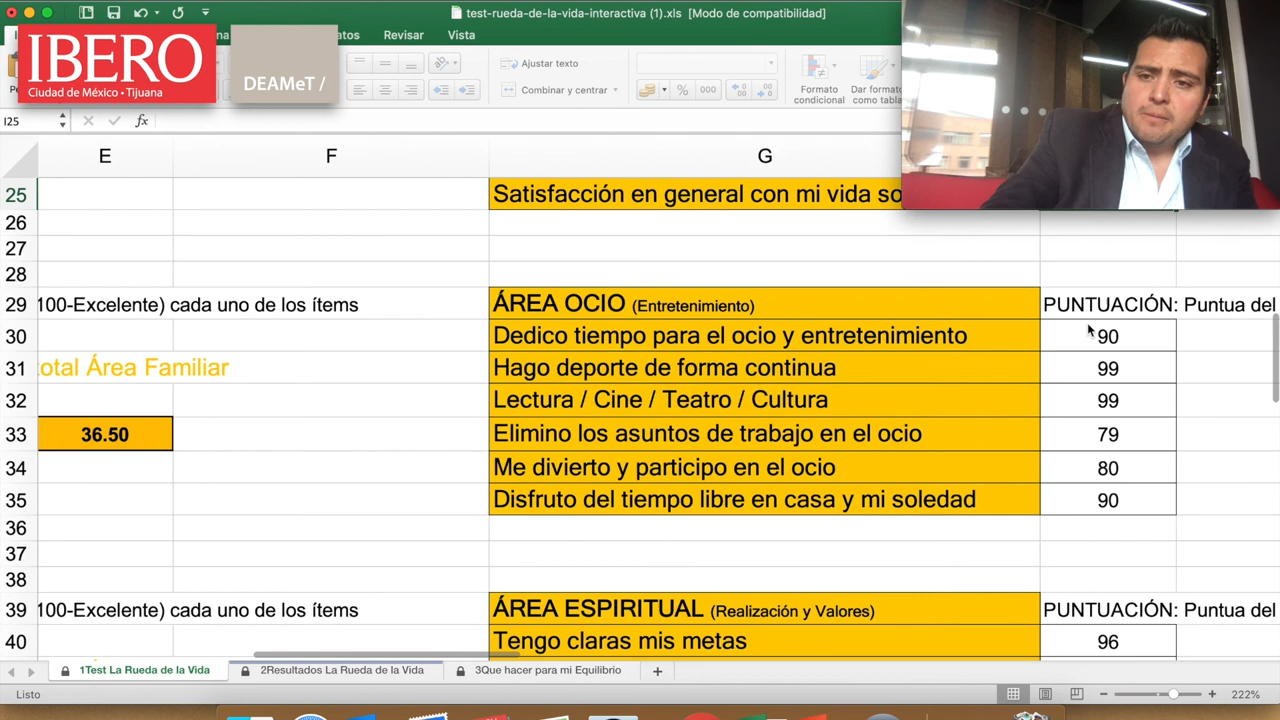 test-rueda-de-la-vida-interactiva (1).xls [Modo de compatibilidad]
IBERO
Ciudad de México • Tijuana
DEAMeT /
Revisar
Vista
Ajustar texto
Combinar y centrar
% 000
Formato condicional
Dar formato como tabla
I25
fx
E F G
25 Satisfacción en general con mi vida so
26
27
28
29 100-Excelente) cada uno de los ítems ÁREA OCIO (Entretenimiento) PUNTUACIÓN: Puntua del
30 Dedico tiempo para el ocio y entretenimiento 90
31 otal Área Familiar Hago deporte de forma continua 99
32 Lectura / Cine / Teatro / Cultura 99
33 36.50 Elimino los asuntos de trabajo en el ocio 79
34 Me divierto y participo en el ocio 80
35 Disfruto del tiempo libre en casa y mi soledad 90
36
37
38
39 100-Excelente) cada uno de los ítems ÁREA ESPIRITUAL (Realización y Valores) PUNTUACIÓN: Puntua del
40 Tengo claras mis metas 96
1Test La Rueda de la Vida 2Resultados La Rueda de la Vida 3Que hacer para mi Equilibrio
Listo 222%